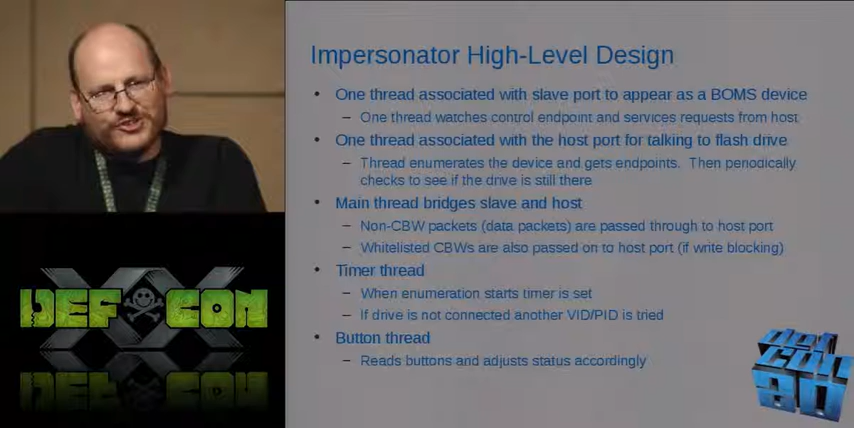 Impersonator High-Level Design
• One thread associated with slave port to appear as a BOMS device
– One thread watches control endpoint and services requests from host
• One thread associated with the host port for talking to flash drive
– Thread enumerates the device and gets endpoints. Then periodically
checks to see if the drive is still there
• Main thread bridges slave and host
– Non-CBW packets (data packets) are passed through to host port
– Whitelisted CBWs are also passed on to host port (if write blocking)
• Timer thread
– When enumeration starts timer is set
– If drive is not connected another VID/PID is tried
• Button thread
– Reads buttons and adjusts status accordingly
DEF CON
XX
def
con
20